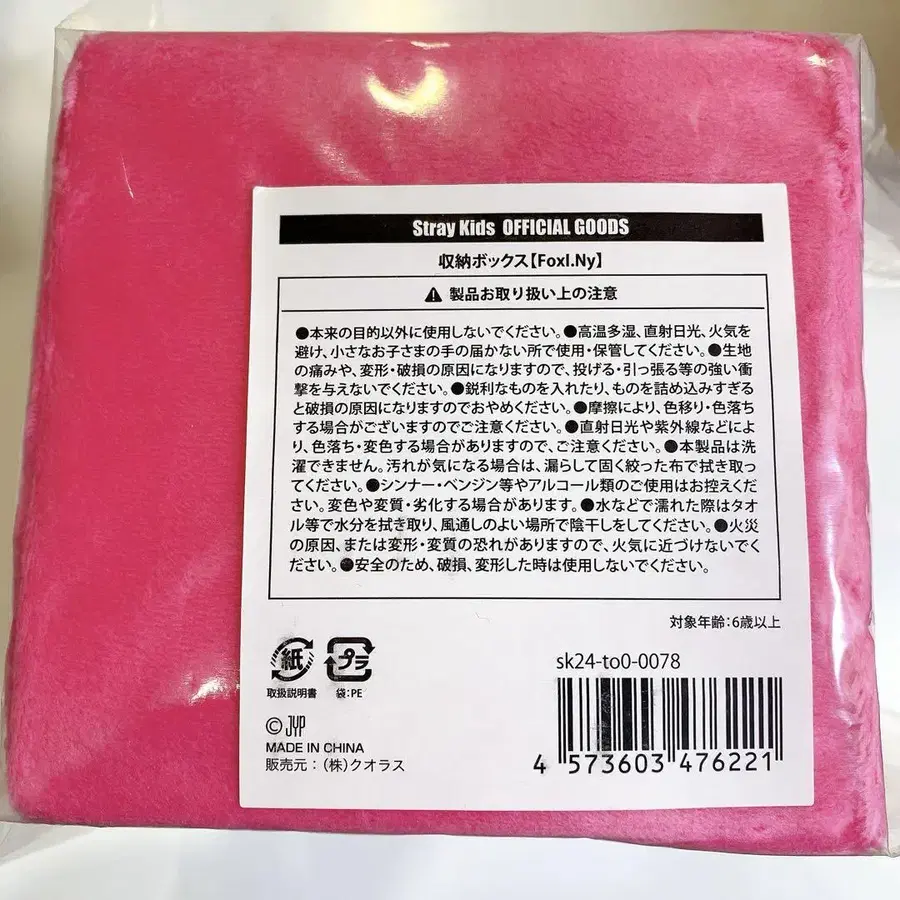 Stray Kids OFFICIAL GOODS
収納ボックス【FoxI.Ny】
製品お取り扱い上の注意
●本来の目的以外に使用しないでください。●高温多湿、直射日光、火気を
避け、小さなお子さまの手の届かない所で使用・保管してください。●生地
の痛みや、変形・破損の原因になりますので、投げる・引っ張る等の強い衝
撃を与えないでください。●鋭利なものを入れたり、ものを詰め込みすぎる
と破損の原因になりますのでおやめください。●摩擦により、色移り・色落ち
する場合がございますのでご注意ください。●直射日光や紫外線などによ
り、色落ち・変色する場合がありますので、ご注意ください。●本製品は洗
濯できません。汚れが気になる場合は、濡らして固く絞った布で拭き取っ
てください。●シンナー・ベンジン等やアルコール類のご使用はお控えくだ
さい。変色や変質・劣化する場合があります。●水などで濡れた際はタオ
ル等で水分を拭き取り、風通しのよい場所で陰干しをしてください。●火災
の原因、または変形・変質の恐れがありますので、火気に近づけないでく
ださい。●安全のため、破損、変形した時は使用しないでください。
対象年齢:6歳以上
紙 プラ
取扱説明書 袋:PE
sk24-to0-0078
© JYP
MADE IN CHINA
販売元:(株)クオラス
4 573603 476221